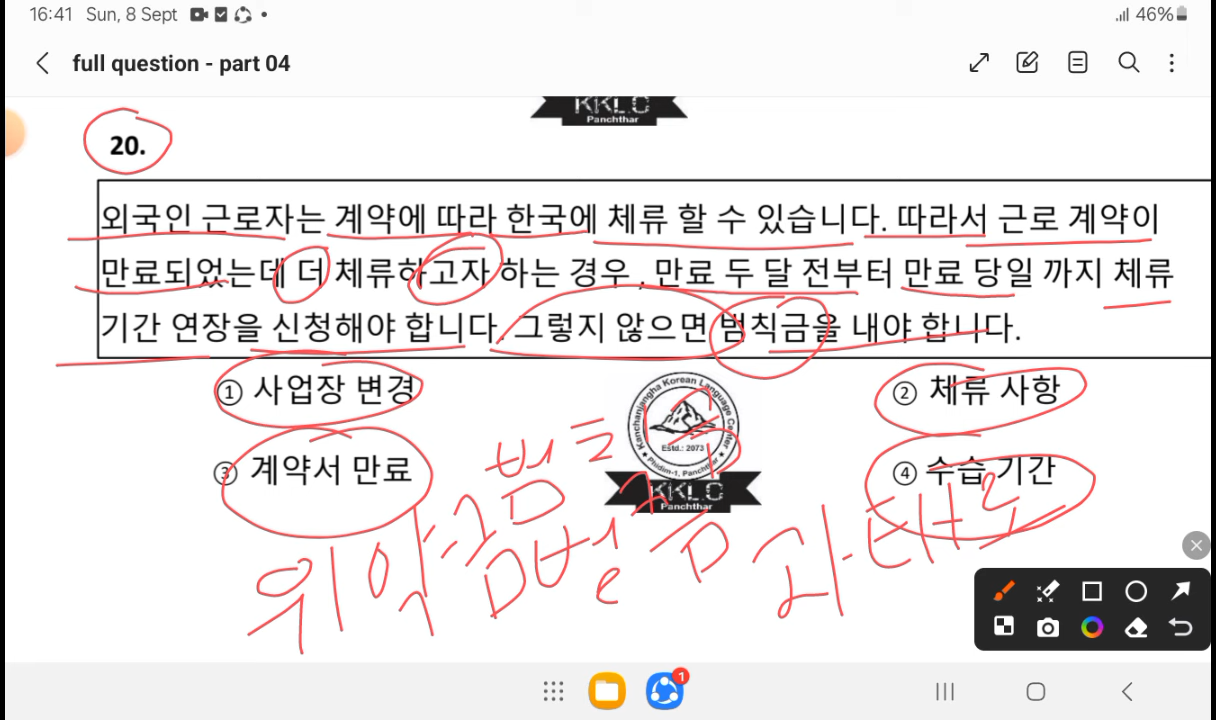 16:41 Sun, 8 Sept 46%
full question - part 04
KKLC
Panchthar
20.
외국인 근로자는 계약에 따라 한국에 체류 할 수 있습니다. 따라서 근로 계약이
만료되었는데 더 체류하고자 하는 경우 , 만료 두 달 전부터 만료 당일 까지 체류
기간 연장을 신청해야 합니다. 그렇지 않으면 범칙금을 내야 합니다.
① 사업장 변경
② 체류 사항
Kanchanjangha Korean Language Center
Estd.: 2073
Phidim-1, Panchthar
③ 계약서 만료
④ 수습 기간
KKLC
Panchthar
위약금
벌금
과태료
1